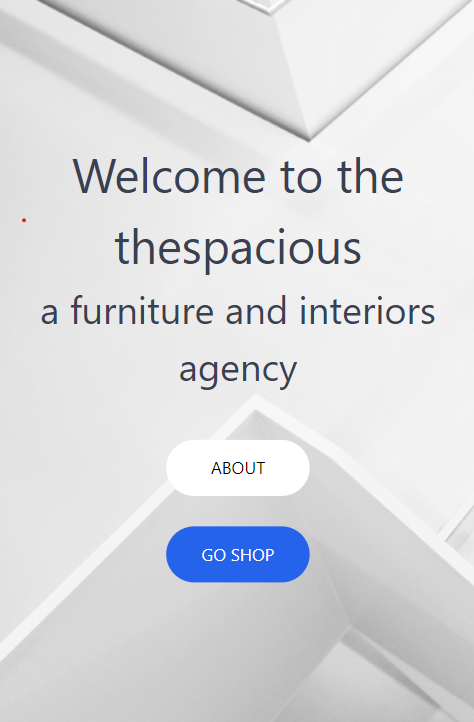 Welcome to the
thespacious
a furniture and interiors
agency
ABOUT
GO SHOP